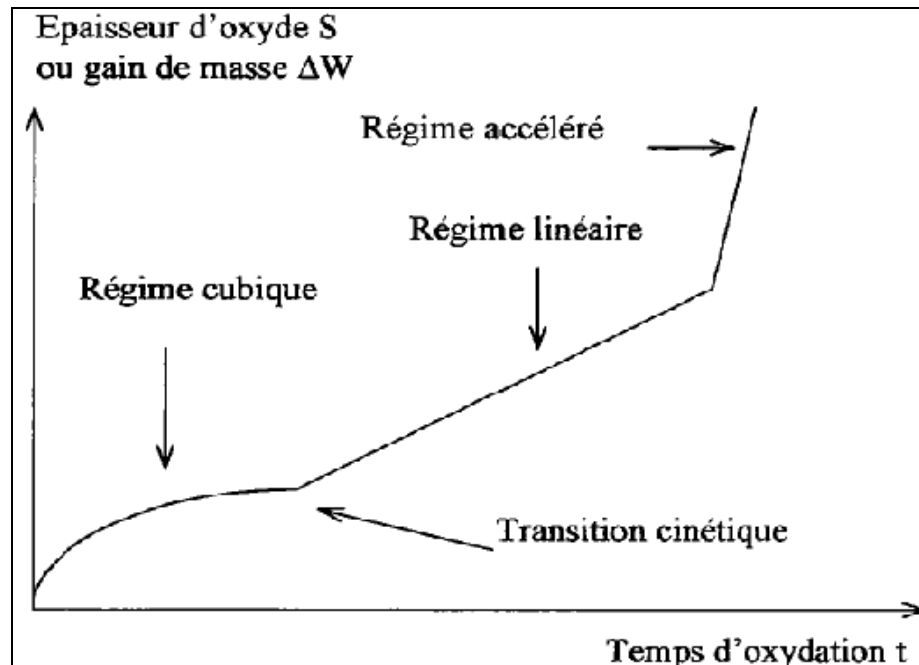 Epaisseur d'oxyde S
ou gain de masse ΔW
Régime accéléré
Régime linéaire
Régime cubique
Transition cinétique
Temps d'oxydation t